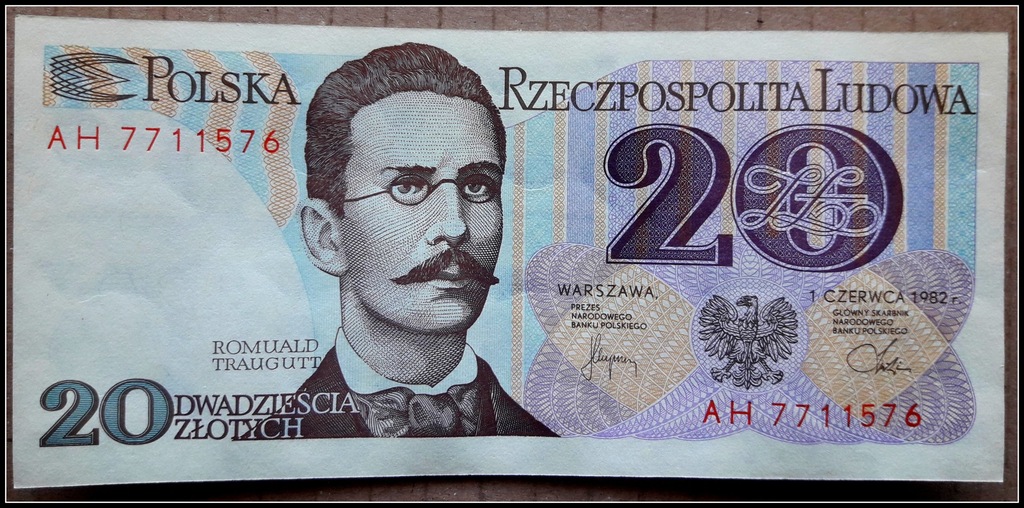 POLSKA
RZECZPOSPOLITA LUDOWA
AH 7711576
20
WARSZAWA,
1 CZERWCA 1982 r.
PREZES
NARODOWEGO
BANKU POLSKIEGO
GŁÓWNY SKARBNIK
NARODOWEGO
BANKU POLSKIEGO
ROMUALD
TRAUGUTT
20 DWADZIEŚCIA
ZŁOTYCH
AH 7711576